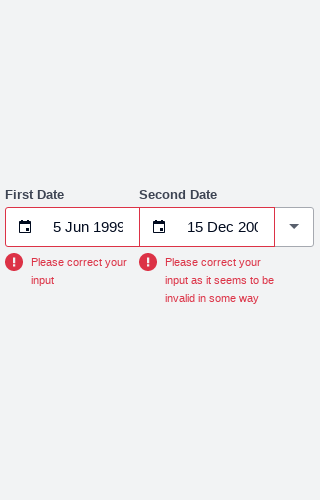 First Date
Second Date
5 Jun 1999
15 Dec 200
Please correct your
input
Please correct your
input as it seems to be
invalid in some way